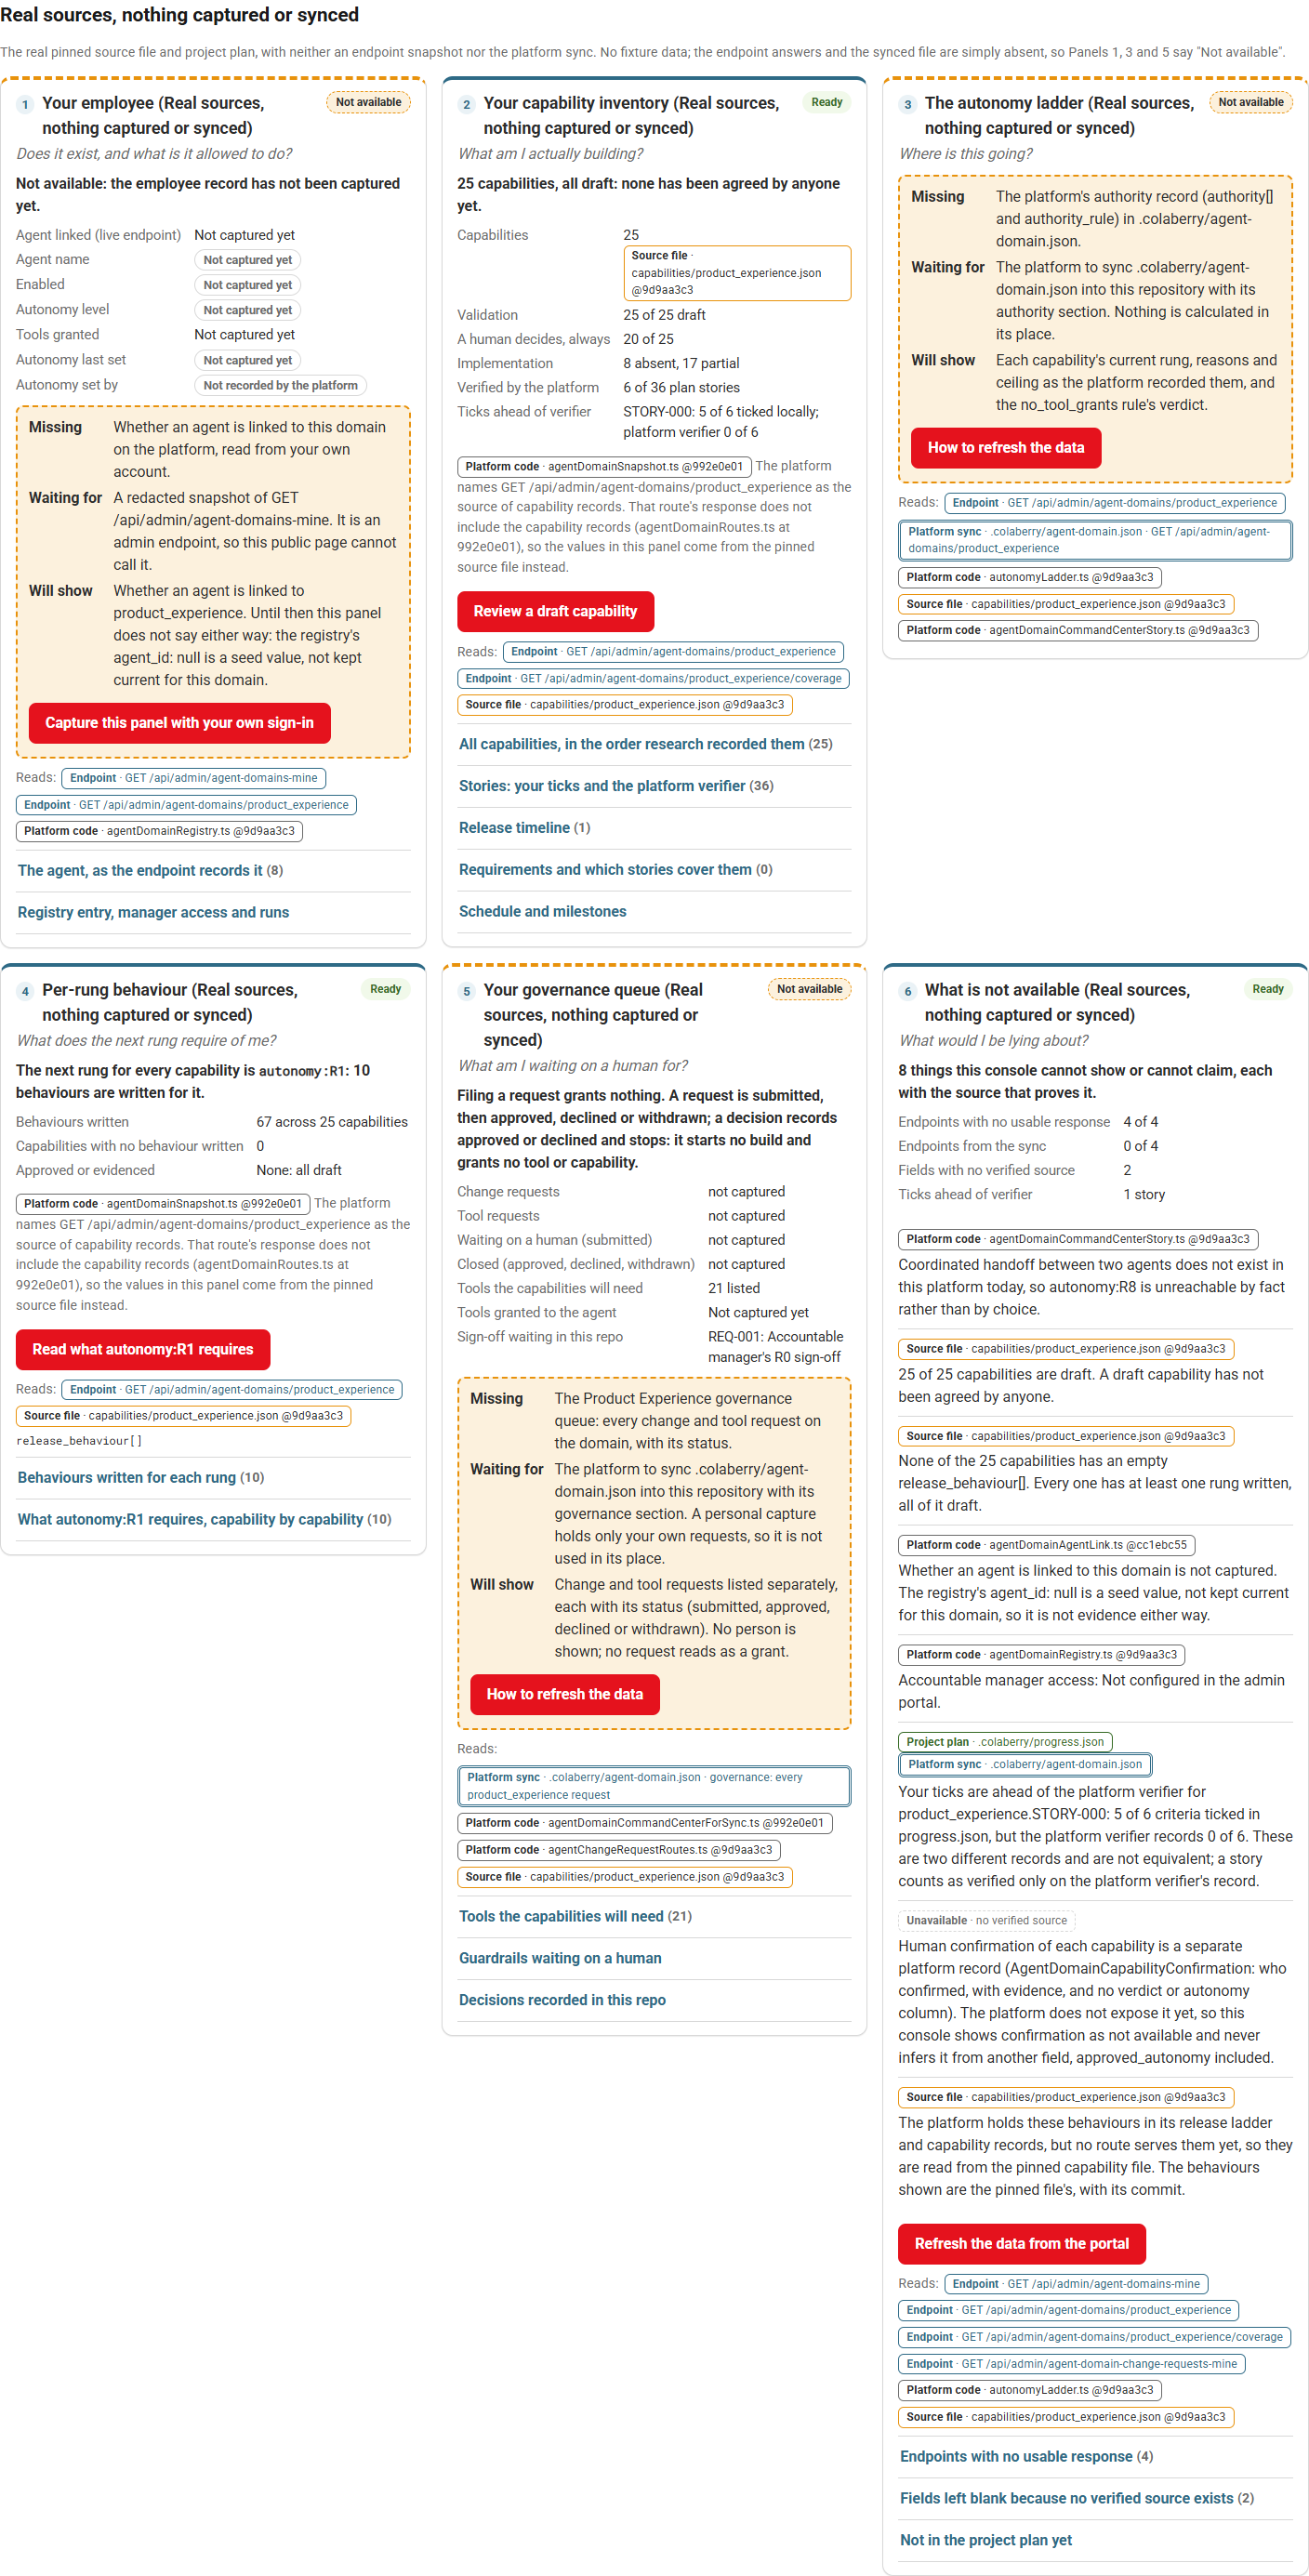 Real sources, nothing captured or synced
The real pinned source file and project plan, with neither an endpoint snapshot nor the platform sync. No fixture data; the endpoint answers and the synced file are simply absent, so Panels 1, 3 and 5 say "Not available".
1
Your employee (Real sources,
nothing captured or synced)
Not available
Does it exist, and what is it allowed to do?
Not available: the employee record has not been captured
yet.
Agent linked (live endpoint) Not captured yet
Agent name Not captured yet
Enabled Not captured yet
Autonomy level Not captured yet
Tools granted Not captured yet
Autonomy last set Not captured yet
Autonomy set by Not recorded by the platform
Missing Whether an agent is linked to this domain
on the platform, read from your own
account.
Waiting for A redacted snapshot of GET
/api/admin/agent-domains-mine. It is an
admin endpoint, so this public page cannot
call it.
Will show Whether an agent is linked to
product_experience. Until then this panel
does not say either way: the registry's
agent_id: null is a seed value, not kept
current for this domain.
Capture this panel with your own sign-in
Reads: Endpoint · GET /api/admin/agent-domains-mine
Endpoint · GET /api/admin/agent-domains/product_experience
Platform code · agentDomainRegistry.ts @9d9aa3c3
The agent, as the endpoint records it (8)
Registry entry, manager access and runs
2
Your capability inventory (Real sources,
nothing captured or synced)
Ready
What am I actually building?
25 capabilities, all draft: none has been agreed by anyone
yet.
Capabilities 25
Source file ·
capabilities/product_experience.json
@9d9aa3c3
Validation 25 of 25 draft
A human decides, always 20 of 25
Implementation 8 absent, 17 partial
Verified by the platform 6 of 36 plan stories
Ticks ahead of verifier STORY-000: 5 of 6 ticked locally;
platform verifier 0 of 6
Platform code · agentDomainSnapshot.ts @992e0e01 The platform
names GET /api/admin/agent-domains/product_experience as the
source of capability records. That route's response does not
include the capability records (agentDomainRoutes.ts at
992e0e01), so the values in this panel come from the pinned
source file instead.
Review a draft capability
Reads: Endpoint · GET /api/admin/agent-domains/product_experience
Endpoint · GET /api/admin/agent-domains/product_experience/coverage
Source file · capabilities/product_experience.json @9d9aa3c3
All capabilities, in the order research recorded them (25)
Stories: your ticks and the platform verifier (36)
Release timeline (1)
Requirements and which stories cover them (0)
Schedule and milestones
3
The autonomy ladder (Real sources,
nothing captured or synced)
Not available
Where is this going?
Missing The platform's authority record (authority[]
and authority_rule) in .colaberry/agent-
domain.json.
Waiting for The platform to sync .colaberry/agent-
domain.json into this repository with its
authority section. Nothing is calculated in
its place.
Will show Each capability's current rung, reasons and
ceiling as the platform recorded them, and
the no_tool_grants rule's verdict.
How to refresh the data
Reads: Endpoint · GET /api/admin/agent-domains/product_experience
Platform sync · .colaberry/agent-domain.json · GET /api/admin/agent-
domains/product_experience
Platform code · autonomyLadder.ts @9d9aa3c3
Source file · capabilities/product_experience.json @9d9aa3c3
Platform code · agentDomainCommandCenterStory.ts @9d9aa3c3
4
Per-rung behaviour (Real sources,
nothing captured or synced)
Ready
What does the next rung require of me?
The next rung for every capability is autonomy:R1: 10
behaviours are written for it.
Behaviours written 67 across 25 capabilities
Capabilities with no behaviour written 0
Approved or evidenced None: all draft
Platform code · agentDomainSnapshot.ts @992e0e01 The platform
names GET /api/admin/agent-domains/product_experience as the
source of capability records. That route's response does not
include the capability records (agentDomainRoutes.ts at
992e0e01), so the values in this panel come from the pinned
source file instead.
Read what autonomy:R1 requires
Reads: Endpoint · GET /api/admin/agent-domains/product_experience
Source file · capabilities/product_experience.json @9d9aa3c3
release_behaviour[]
Behaviours written for each rung (10)
What autonomy:R1 requires, capability by capability (10)
5
Your governance queue (Real
sources, nothing captured or
synced)
Not available
What am I waiting on a human for?
Filing a request grants nothing. A request is submitted,
then approved, declined or withdrawn; a decision records
approved or declined and stops: it starts no build and
grants no tool or capability.
Change requests not captured
Tool requests not captured
Waiting on a human (submitted) not captured
Closed (approved, declined, withdrawn) not captured
Tools the capabilities will need 21 listed
Tools granted to the agent Not captured yet
Sign-off waiting in this repo REQ-001: Accountable
manager's R0 sign-off
Missing The Product Experience governance
queue: every change and tool request on
the domain, with its status.
Waiting for The platform to sync .colaberry/agent-
domain.json into this repository with its
governance section. A personal capture
holds only your own requests, so it is not
used in its place.
Will show Change and tool requests listed separately,
each with its status (submitted, approved,
declined or withdrawn). No person is
shown; no request reads as a grant.
How to refresh the data
Reads:
Platform sync · .colaberry/agent-domain.json · governance: every
product_experience request
Platform code · agentDomainCommandCenterForSync.ts @992e0e01
Platform code · agentChangeRequestRoutes.ts @9d9aa3c3
Source file · capabilities/product_experience.json @9d9aa3c3
Tools the capabilities will need (21)
Guardrails waiting on a human
Decisions recorded in this repo
6
What is not available (Real sources,
nothing captured or synced)
Ready
What would I be lying about?
8 things this console cannot show or cannot claim, each
with the source that proves it.
Endpoints with no usable response 4 of 4
Endpoints from the sync 0 of 4
Fields with no verified source 2
Ticks ahead of verifier 1 story
Platform code · agentDomainCommandCenterStory.ts @9d9aa3c3
Coordinated handoff between two agents does not exist in
this platform today, so autonomy:R8 is unreachable by fact
rather than by choice.
Source file · capabilities/product_experience.json @9d9aa3c3
25 of 25 capabilities are draft. A draft capability has not
been agreed by anyone.
Source file · capabilities/product_experience.json @9d9aa3c3
None of the 25 capabilities has an empty
release_behaviour[]. Every one has at least one rung written,
all of it draft.
Platform code · agentDomainAgentLink.ts @cc1ebc55
Whether an agent is linked to this domain is not captured.
The registry's agent_id: null is a seed value, not kept current
for this domain, so it is not evidence either way.
Platform code · agentDomainRegistry.ts @9d9aa3c3
Accountable manager access: Not configured in the admin
portal.
Project plan · .colaberry/progress.json
Platform sync · .colaberry/agent-domain.json
Your ticks are ahead of the platform verifier for
product_experience.STORY-000: 5 of 6 criteria ticked in
progress.json, but the platform verifier records 0 of 6. These
are two different records and are not equivalent; a story
counts as verified only on the platform verifier's record.
Unavailable · no verified source
Human confirmation of each capability is a separate
platform record (AgentDomainCapabilityConfirmation: who
confirmed, with evidence, and no verdict or autonomy
column). The platform does not expose it yet, so this
console shows confirmation as not available and never
infers it from another field, approved_autonomy included.
Source file · capabilities/product_experience.json @9d9aa3c3
The platform holds these behaviours in its release ladder
and capability records, but no route serves them yet, so they
are read from the pinned capability file. The behaviours
shown are the pinned file's, with its commit.
Refresh the data from the portal
Reads: Endpoint · GET /api/admin/agent-domains-mine
Endpoint · GET /api/admin/agent-domains/product_experience
Endpoint · GET /api/admin/agent-domains/product_experience/coverage
Endpoint · GET /api/admin/agent-domain-change-requests-mine
Platform code · autonomyLadder.ts @9d9aa3c3
Source file · capabilities/product_experience.json @9d9aa3c3
Endpoints with no usable response (4)
Fields left blank because no verified source exists (2)
Not in the project plan yet